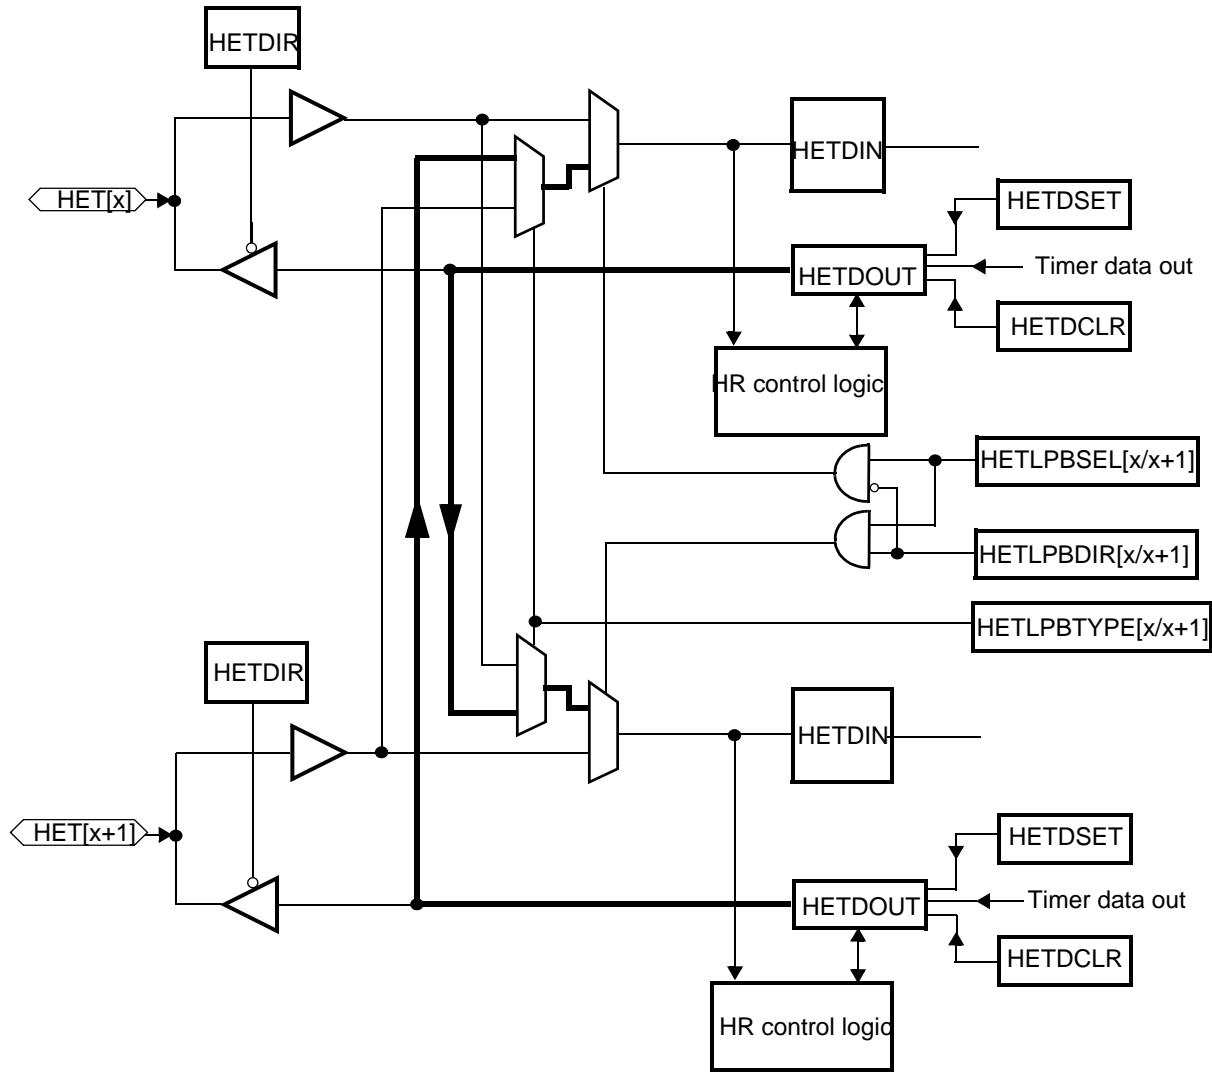 HETDIR
HETDIN
HET[x]
HETDSET
HETDOUT
Timer data out
HETDCLR
HR control logic
HETLPBSEL[x/x+1]
HETLPBDIR[x/x+1]
HETLPBTYPE[x/x+1]
HETDIR
HETDIN
HET[x+1]
HETDSET
HETDOUT
Timer data out
HETDCLR
HR control logic